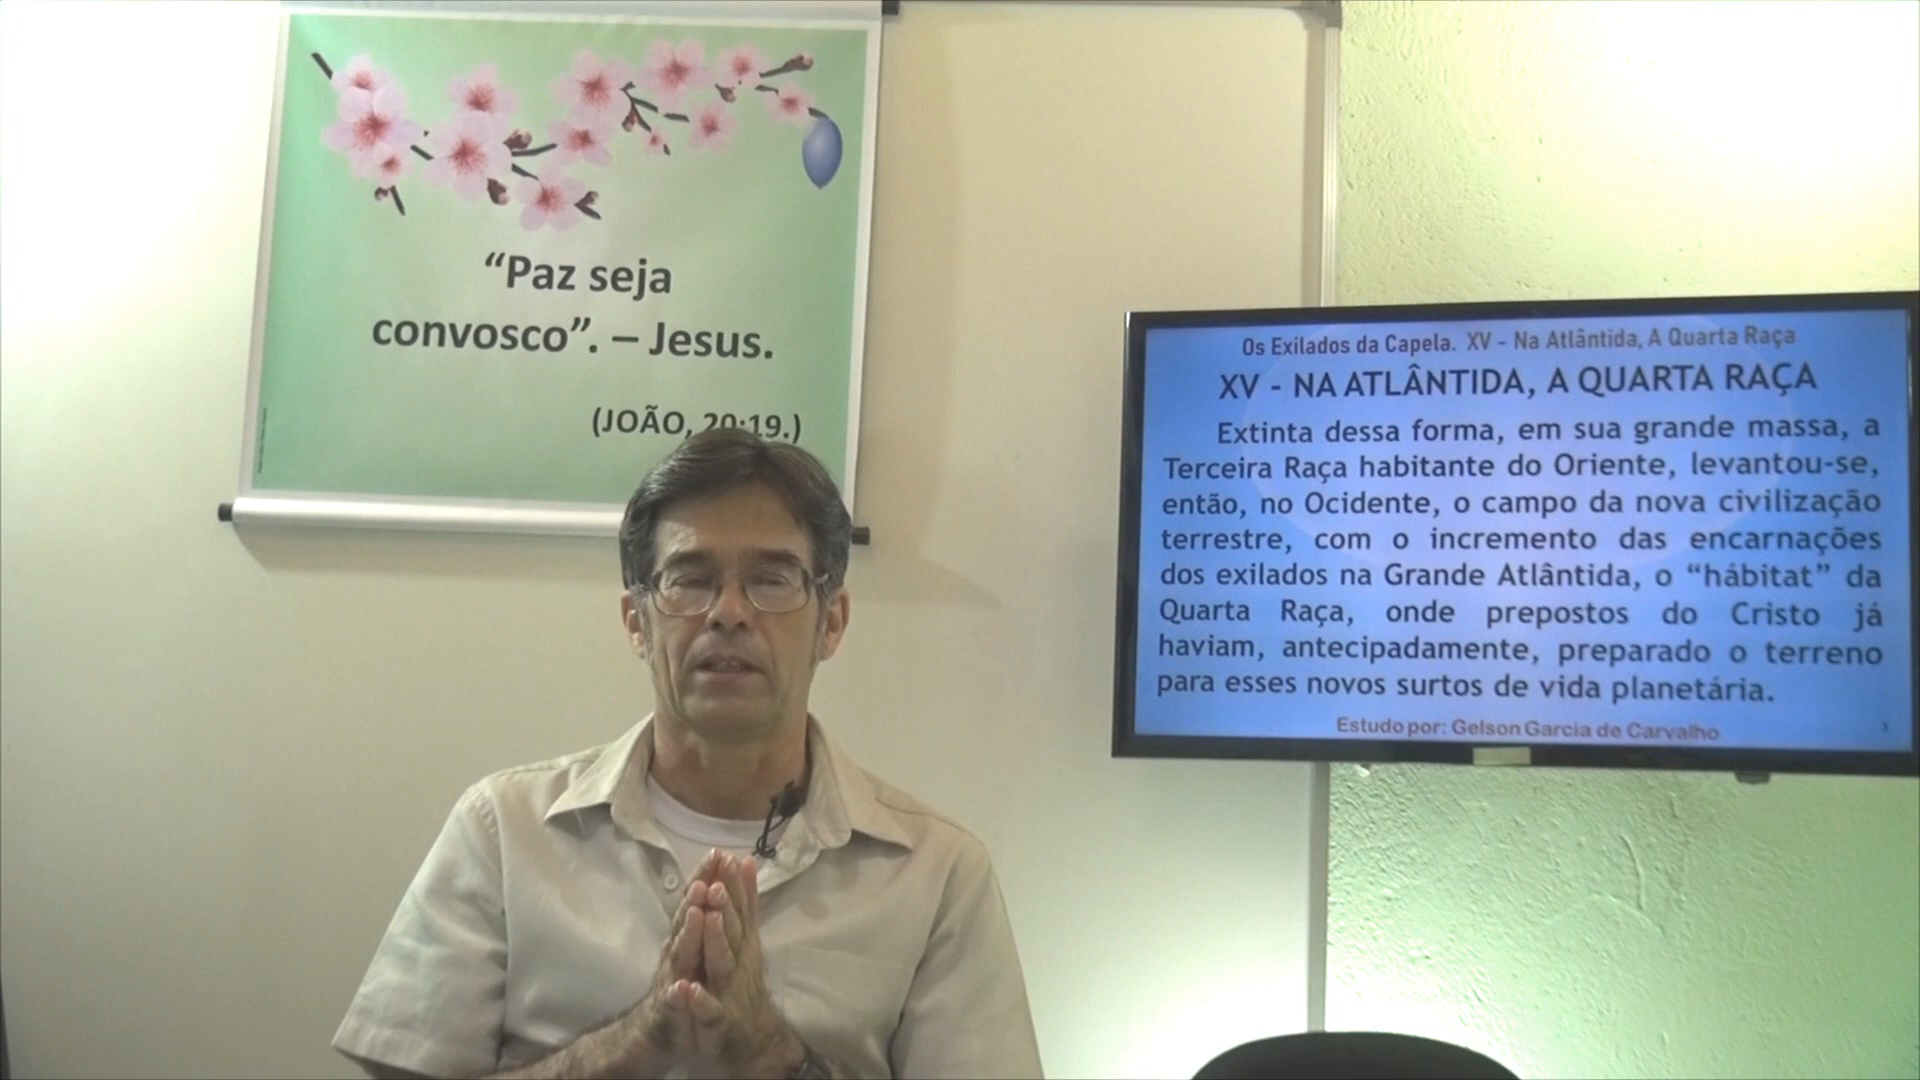 “Paz seja
convosco”. – Jesus.
(JOÃO, 20:19.)
Os Exilados da Capela. XV - Na Atlântida, A Quarta Raça
XV - NA ATLÂNTIDA, A QUARTA RAÇA
Extinta dessa forma, em sua grande massa, a
Terceira Raça habitante do Oriente, levantou-se,
então, no Ocidente, o campo da nova civilização
terrestre, com o incremento das encarnações
dos exilados na Grande Atlântida, o “hábitat” da
Quarta Raça, onde prepostos do Cristo já
haviam, antecipadamente, preparado o terreno
para esses novos surtos de vida planetária.
Estudo por: Gelson Garcia de Carvalho